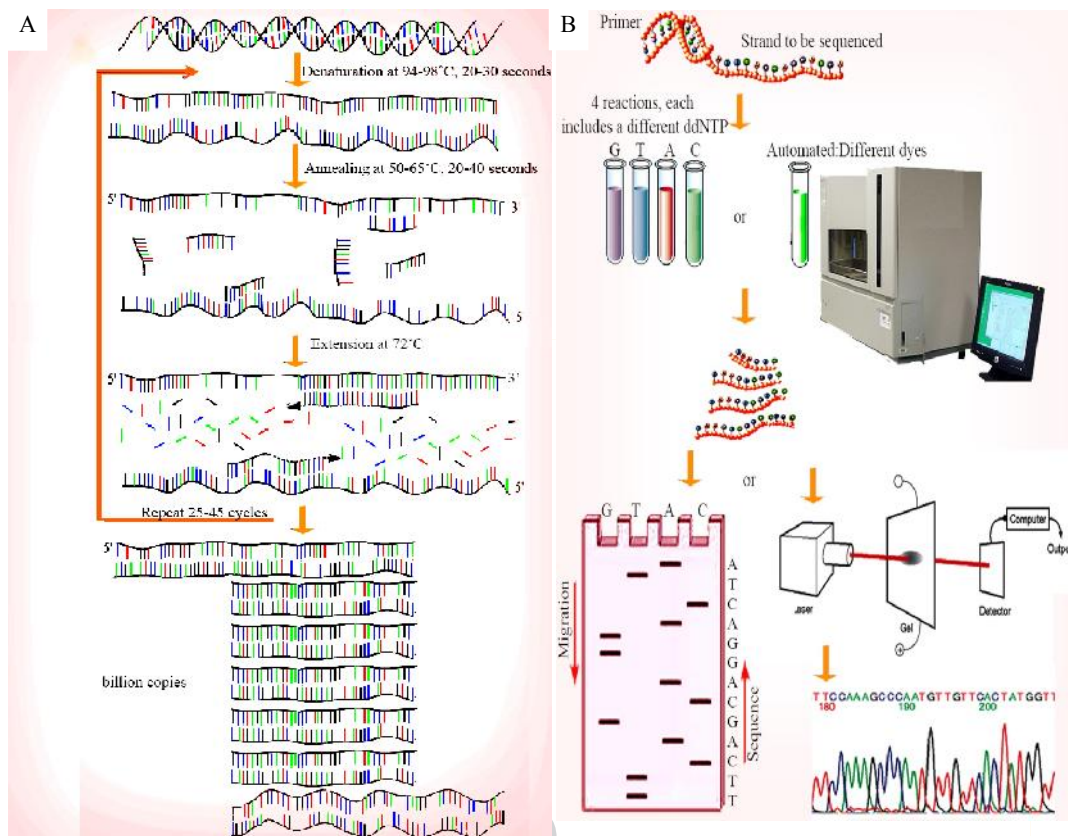 A
Denaturation at 94-98°C, 20-30 seconds
Annealing at 50-65°C, 20-40 seconds
5'
3'
5
Extension at 72°C
5'
3'
5'
Repeat 25-45 cycles
5'
billion copies
B
Primer
Strand to be sequenced
4 reactions, each
includes a different ddNTP
G T A C
Automated:Different dyes
or
or
G T A C
Migration
A
T
C
A
G
G
A
C
G
A
C
T
T
Sequence
Laser
Gel
Detector
Computer
Outpu
T TCCAAAGCCCAATGTTGTTCACTATGGTT
180 190 200